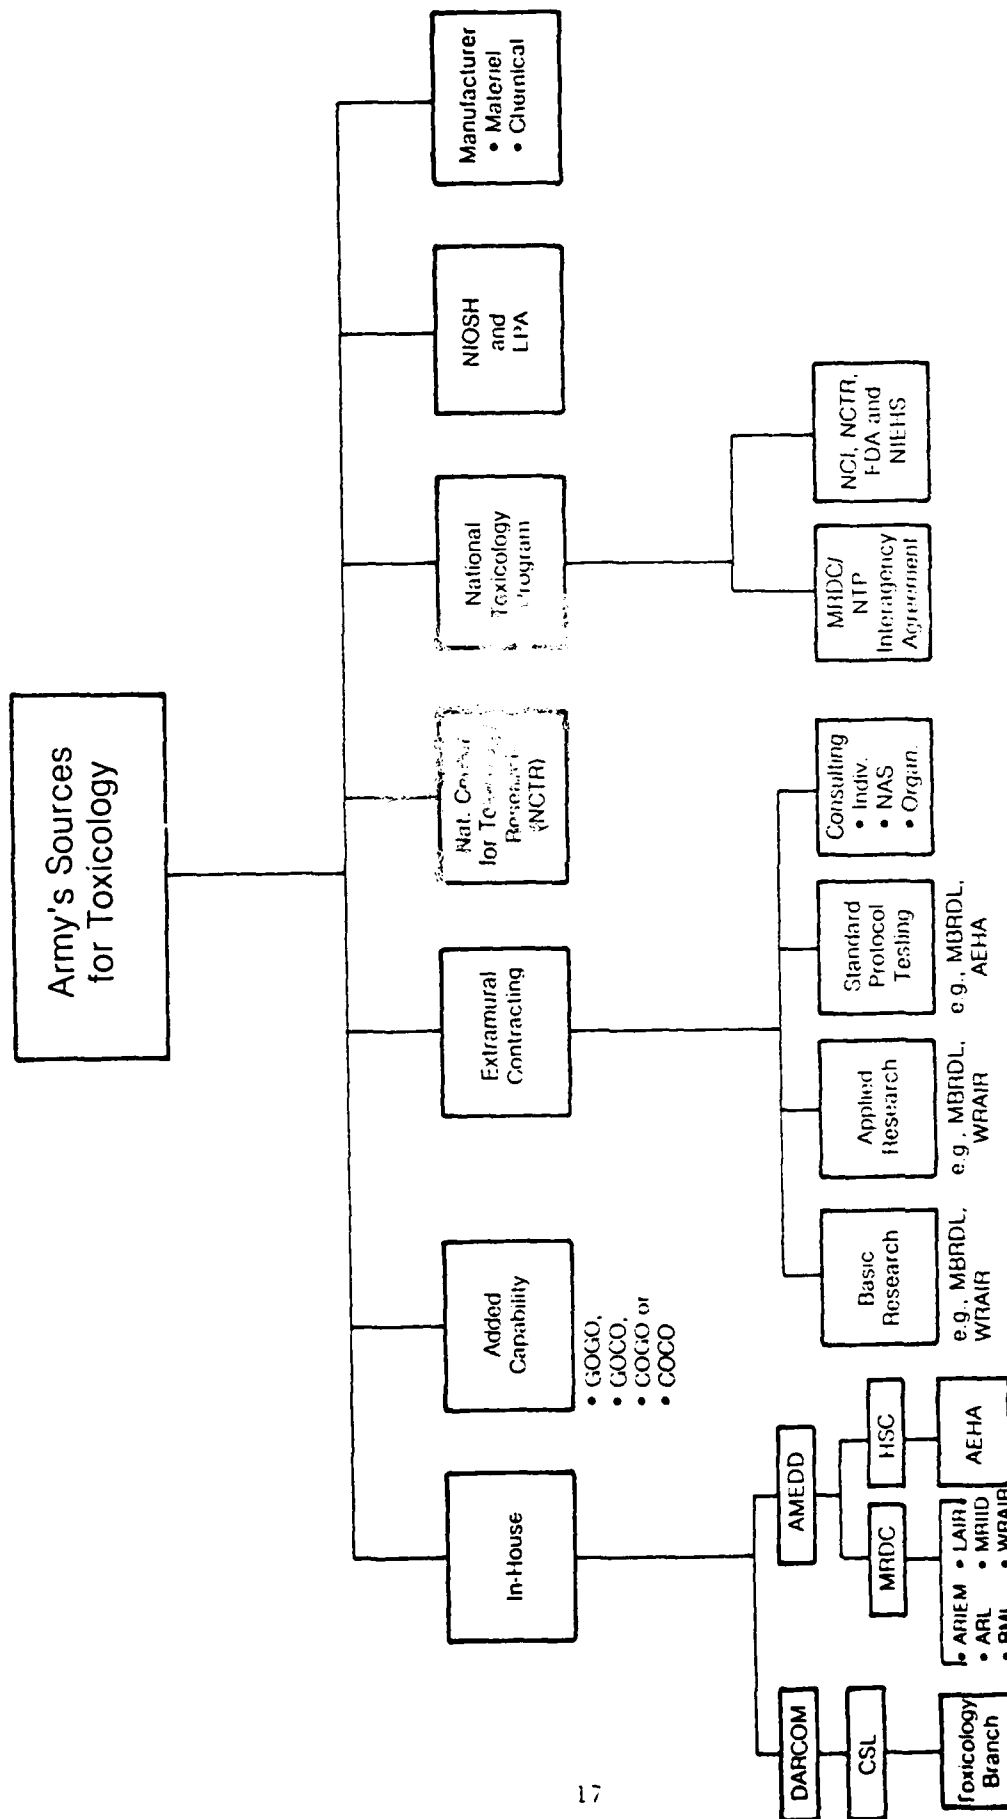 Army's Sources
for Toxicology
In-House
Added
Capability
• GOGO,
• GOCO,
• COGO or
• COCO
Extramural
Contracting
Nat. Center
for
Research
(NCTR)
National
Toxicology
Program
NIOSH
and
EPA
Manufacturer
• Materiel
• Chemical
DARCOM
CSL
Toxicology
Branch
AMEDD
MRDC
HSC
• ARIEM • LAIR
• ARL • MRIID
• WRAIR
AEHA
Basic
Research
e.g., MBRDL,
WRAIR
Applied
Research
e.g., MBRDL,
WRAIR
Standard
Protocol
Testing
e.g., MBRDL,
AEHA
Consulting
• Indiv.
• NAS
• Organ.
MRDC/
NTP
Interagency
Agreement
NCI, NCTR,
FDA and
NIEHS
17